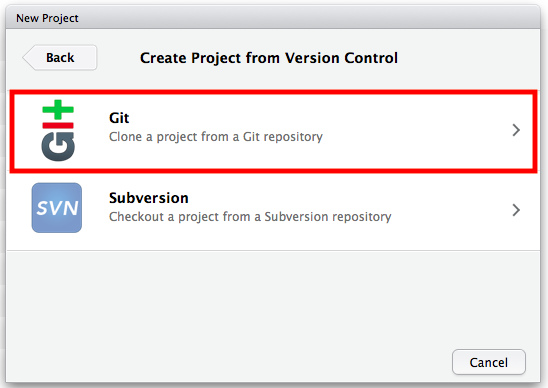 New Project
Back
Create Project from Version Control
Git
Git
Clone a project from a Git repository
SVN
Subversion
Checkout a project from a Subversion repository
Cancel